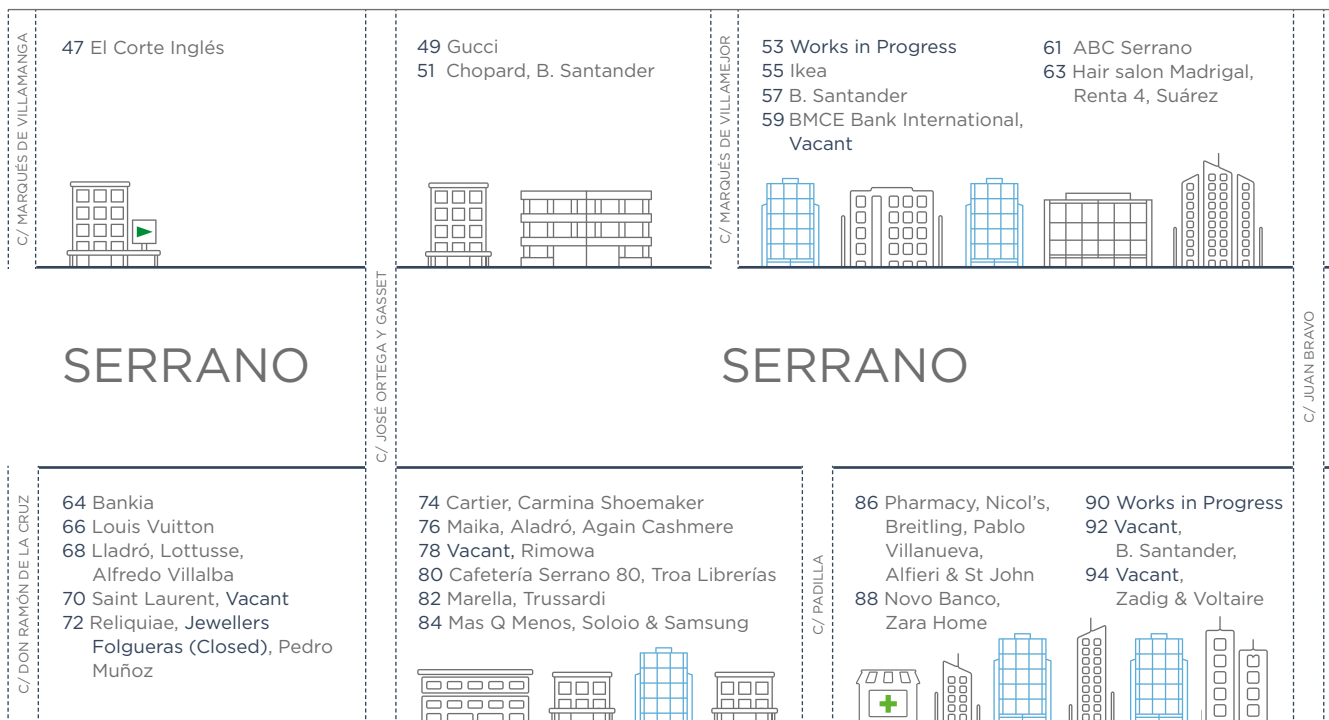 C/ MARQUÉS DE VILLAMANGA
47 El Corte Inglés
C/ JOSÉ ORTEGA Y GASSET
49 Gucci
51 Chopard, B. Santander
C/ MARQUÉS DE VILLAMEJOR
53 Works in Progress
55 Ikea
57 B. Santander
59 BMCE Bank International,
Vacant
61 ABC Serrano
63 Hair salon Madrigal,
Renta 4, Suárez
C/ JUAN BRAVO
SERRANO
SERRANO
C/ DON RAMÓN DE LA CRUZ
64 Bankia
66 Louis Vuitton
68 Lladró, Lottusse,
Alfredo Villalba
70 Saint Laurent, Vacant
72 Reliquiae, Jewellers
Folgueras (Closed), Pedro
Muñoz
74 Cartier, Carmina Shoemaker
76 Maika, Aladró, Again Cashmere
78 Vacant, Rimowa
80 Cafetería Serrano 80, Troa Librerías
82 Marella, Trussardi
84 Mas Q Menos, Soloio & Samsung
C/ PADILLA
86 Pharmacy, Nicol's,
Breitling, Pablo
Villanueva,
Alfieri & St John
88 Novo Banco,
Zara Home
90 Works in Progress
92 Vacant,
B. Santander,
94 Vacant,
Zadig & Voltaire